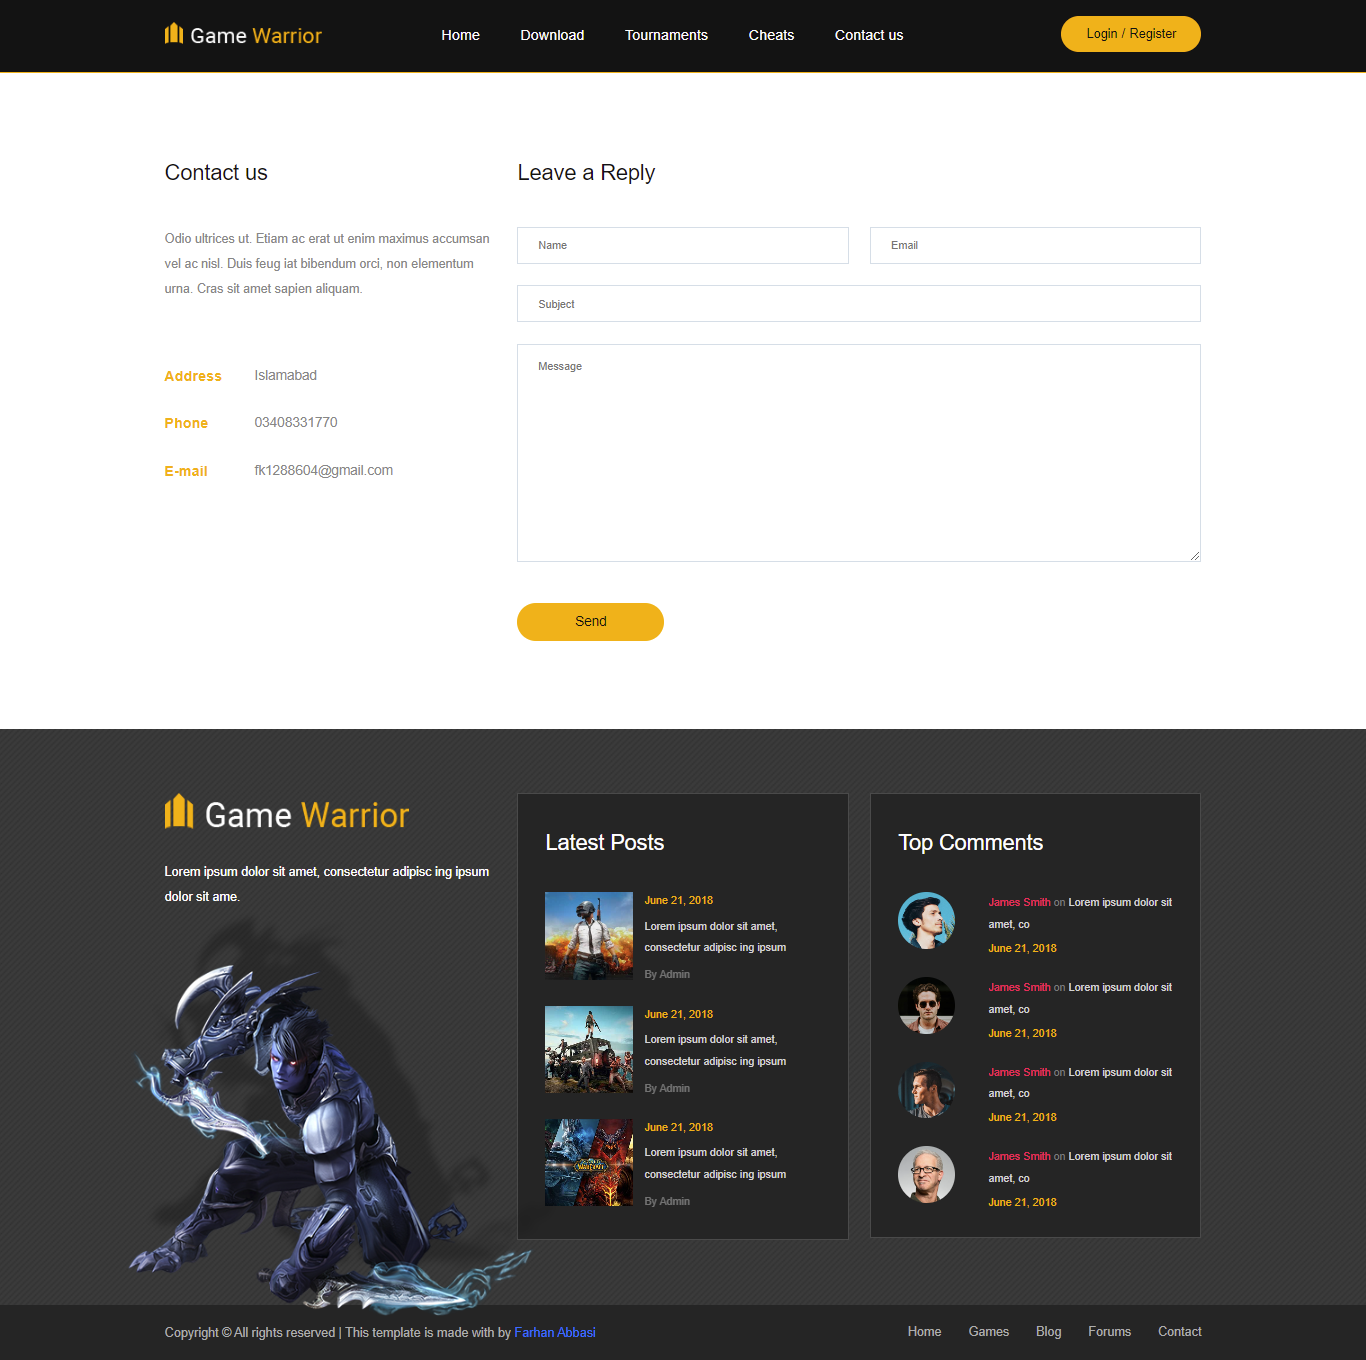 Game Warrior
Home
Download
Tournaments
Cheats
Contact us
Login / Register
Contact us
Odio ultrices ut. Etiam ac erat ut enim maximus accumsan
vel ac nisl. Duis feug iat bibendum orci, non elementum
urna. Cras sit amet sapien aliquam.
Address Islamabad
Phone 03408331770
E-mail fk1288604@gmail.com
Leave a Reply
Name
Email
Subject
Message
Send
Game Warrior
Lorem ipsum dolor sit amet, consectetur adipisc ing ipsum
dolor sit ame.
Latest Posts
June 21, 2018
Lorem ipsum dolor sit amet,
consectetur adipisc ing ipsum
By Admin
June 21, 2018
Lorem ipsum dolor sit amet,
consectetur adipisc ing ipsum
By Admin
June 21, 2018
Lorem ipsum dolor sit amet,
consectetur adipisc ing ipsum
By Admin
Top Comments
James Smith on Lorem ipsum dolor sit
amet, co
June 21, 2018
James Smith on Lorem ipsum dolor sit
amet, co
June 21, 2018
James Smith on Lorem ipsum dolor sit
amet, co
June 21, 2018
James Smith on Lorem ipsum dolor sit
amet, co
June 21, 2018
Copyright © All rights reserved | This template is made with by Farhan Abbasi
Home
Games
Blog
Forums
Contact